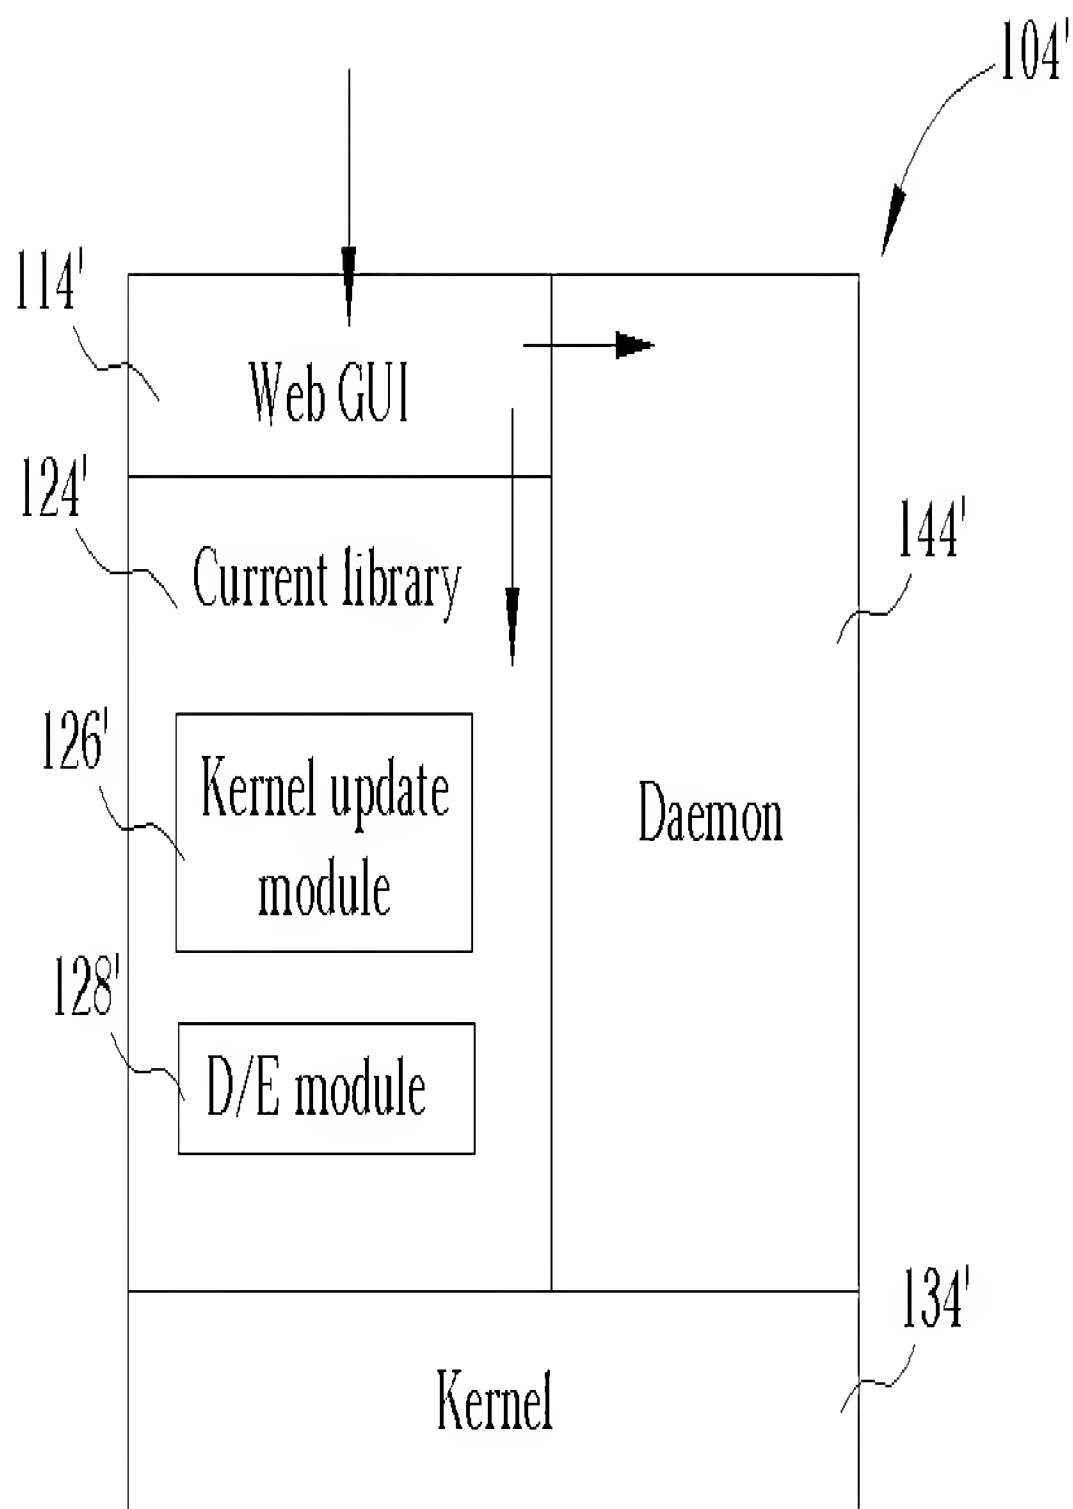 104'
114'
Web GUI
124'
Current library
144'
126'
Kernel update
module
Daemon
128'
D/E module
134'
Kernel